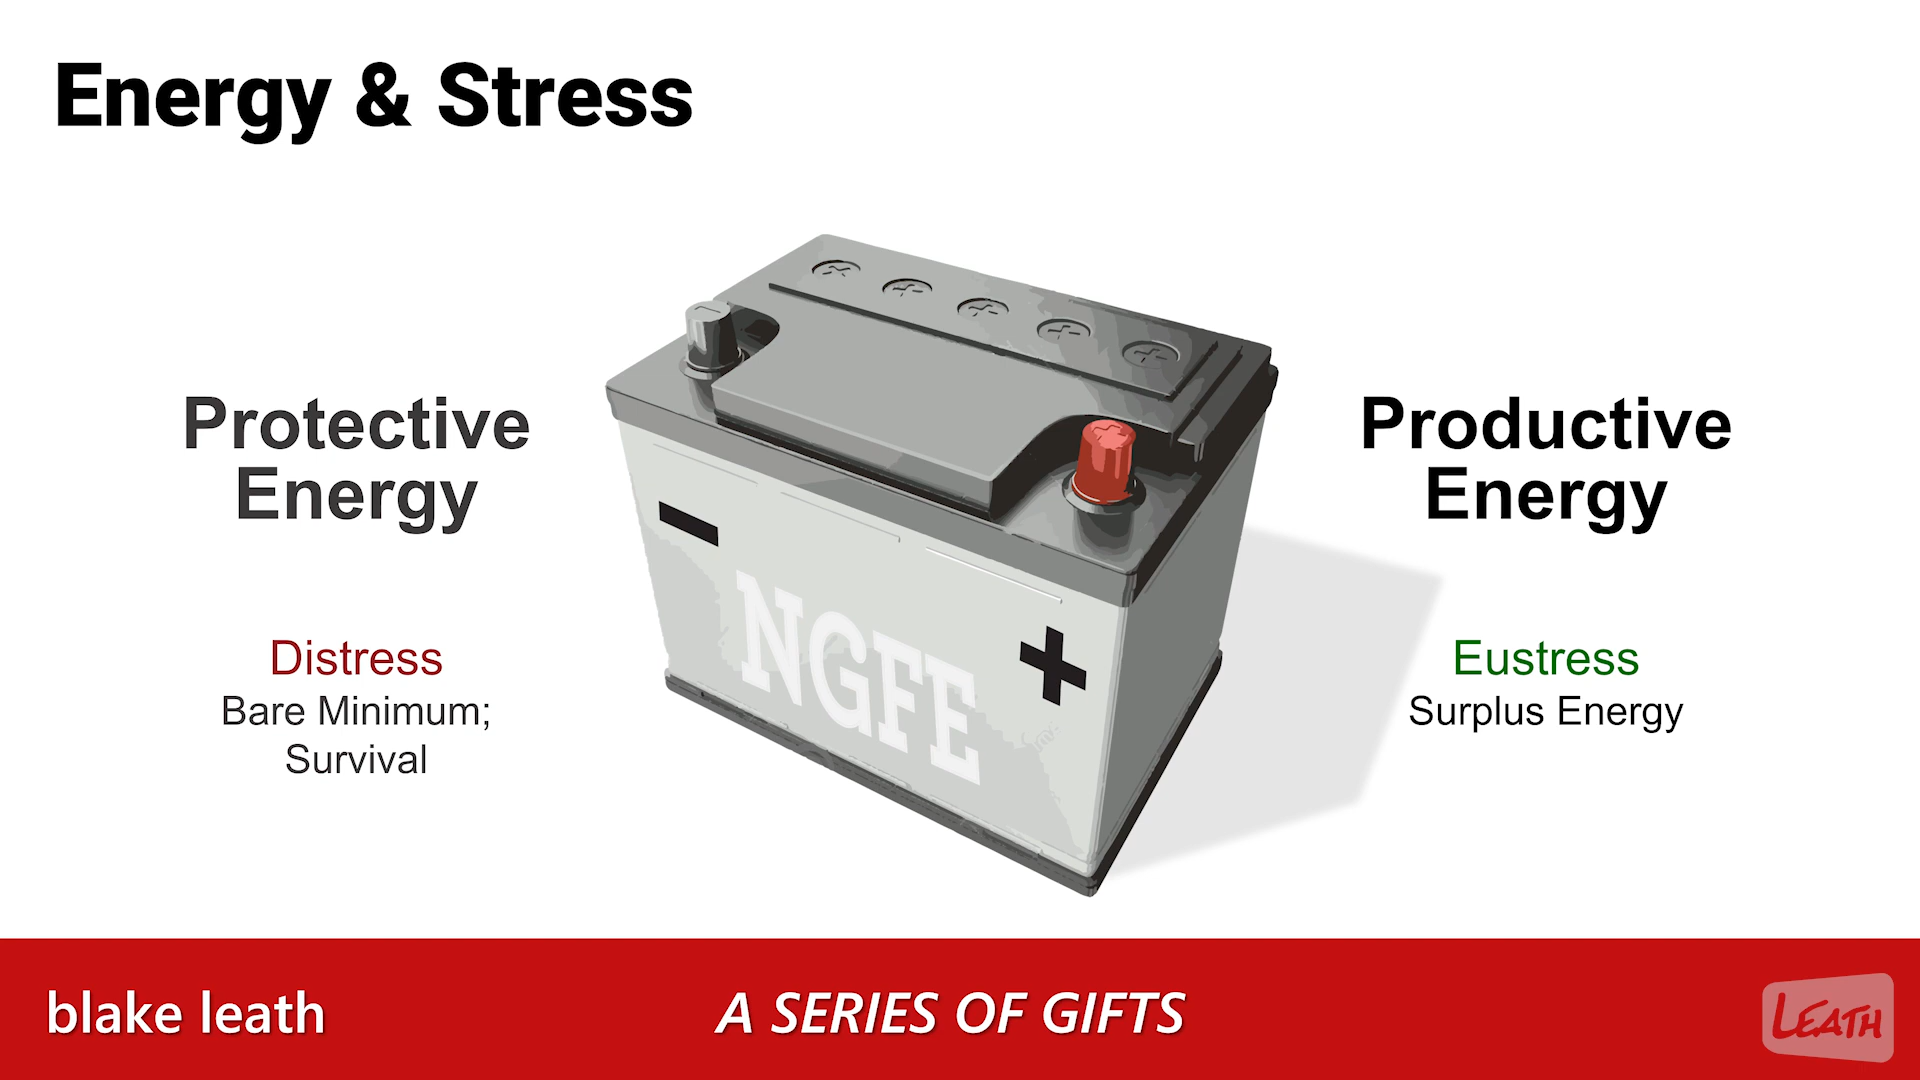 Energy & Stress
Protective
Energy
Distress
Bare Minimum;
Survival
NGFE
Productive
Energy
Eustress
Surplus Energy
blake leath
A SERIES OF GIFTS
LEATH